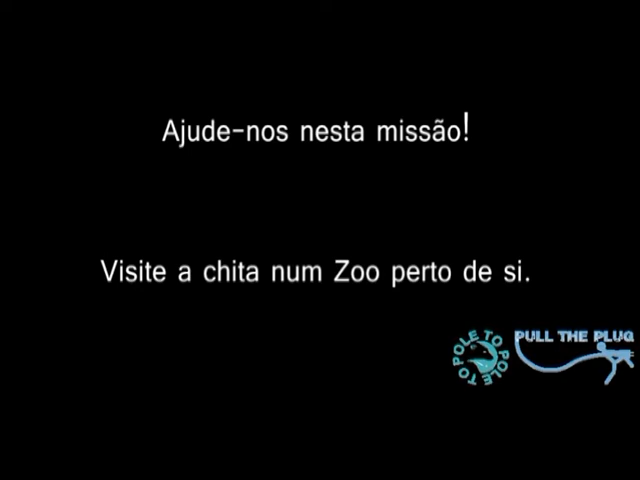 Ajude-nos nesta missão!
Visite a chita num Zoo perto de si.
POLE TO POLE TO
PULL THE PLUG